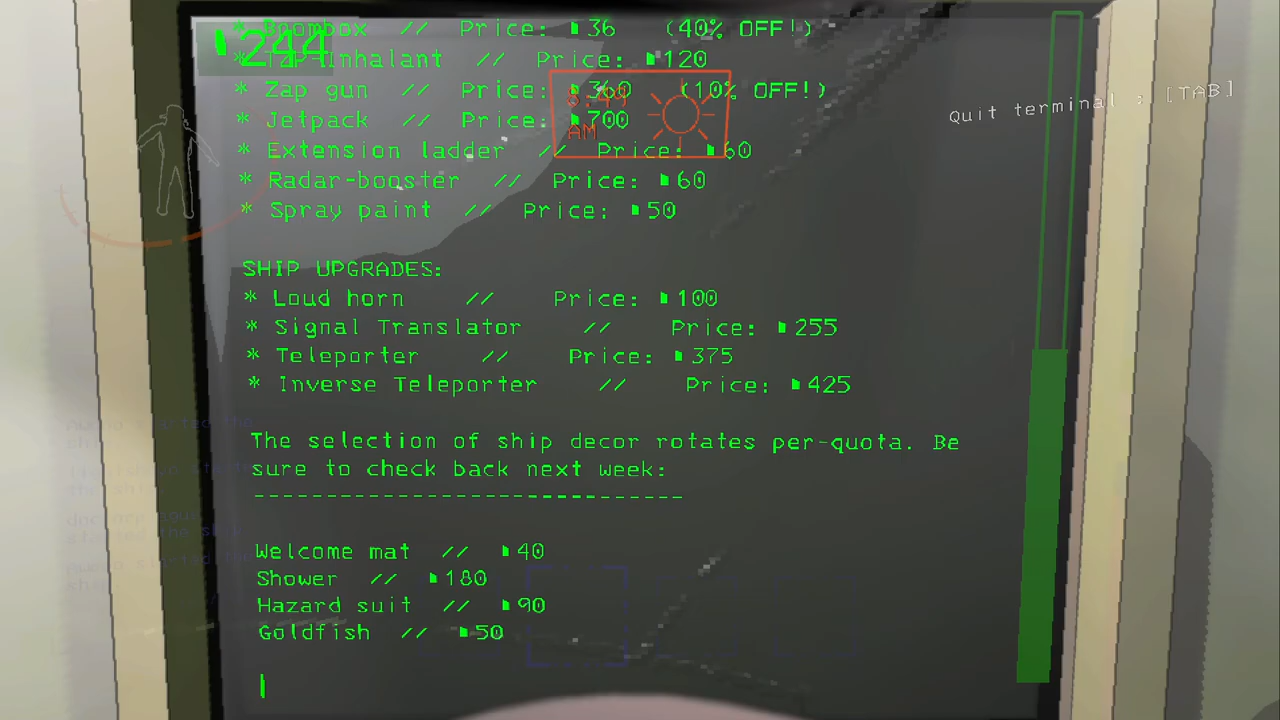 * Boombox // Price: 36 (40% OFF!)
244
* TZP-Inhalant // Price: 120
* Zap gun // Price: 360 (10% OFF!)
AM
* Jetpack // Price: 700
Quit terminal : [TAB]
* Extension ladder // Price: 60
* Radar-booster // Price: 60
* Spray paint // Price: 50
SHIP UPGRADES:
* Loud horn // Price: 100
* Signal Translator // Price: 255
* Teleporter // Price: 375
* Inverse Teleporter // Price: 425
The selection of ship decor rotates per-quota. Be
sure to check back next week:
-------------------------------
Welcome mat // 40
Shower // 180
Hazard suit // 90
Goldfish // 50